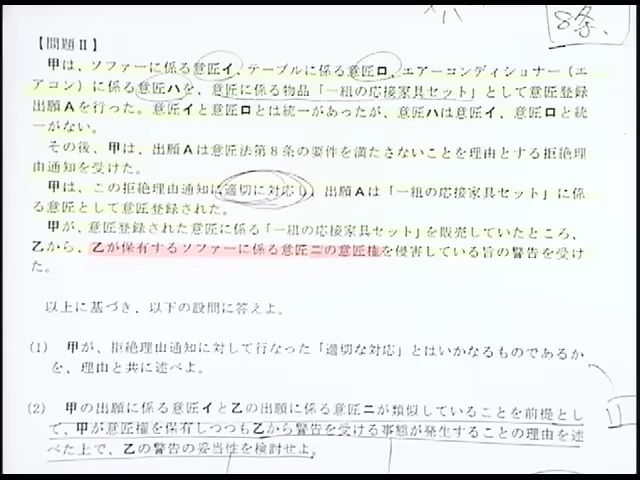 8条、
【問題Ⅱ】
甲は、ソファーに係る意匠イ、テーブルに係る意匠ロ、エアーコンディショナー（エ
アコン）に係る意匠ハを、意匠に係る物品「一組の応接家具セット」として意匠登録
出願Ａを行った。意匠イと意匠ロとは統一があったが、意匠ハは意匠イ、意匠ロと統
一がない。
その後、甲は、出願Ａは意匠法第８条の要件を満たさないことを理由とする拒絶理
由通知を受けた。
甲は、この拒絶理由通知に適切に対応し、出願Ａは「一組の応接家具セット」に係
る意匠として意匠登録された。
甲が、意匠登録された意匠に係る「一組の応接家具セット」を販売していたところ、
乙から、乙が保有するソファーに係る意匠ニの意匠権を侵害している旨の警告を受け
た。
以上に基づき、以下の設問に答えよ。
(1) 甲が、拒絶理由通知に対して行なった「適切な対応」とはいかなるものであるか
を、理由と共に述べよ。
(2) 甲の出願に係る意匠イと乙の出願に係る意匠ニが類似していることを前提とし
て、甲が意匠権を保有しつつも乙から警告を受ける事態が発生することの理由を述
べた上で、乙の警告の妥当性を検討せよ。